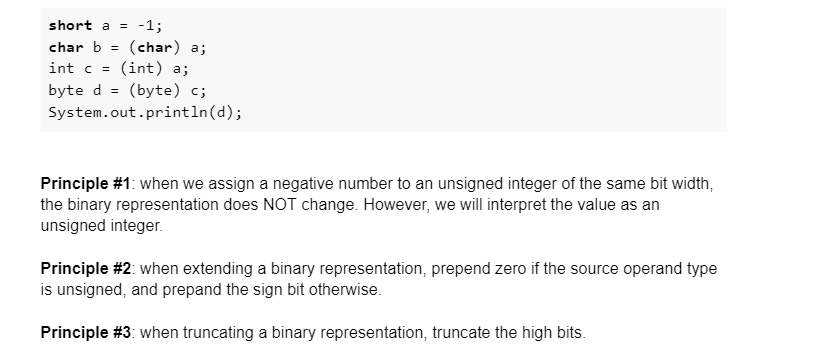 short a = -1;
char b = (char) a;
int c = (int) a;
byte d = (byte) c;
System.out.println(d);
Principle #1: when we assign a negative number to an unsigned integer of the same bit width,
the binary representation does NOT change. However, we will interpret the value as an
unsigned integer.
Principle #2: when extending a binary representation, prepend zero if the source operand type
is unsigned, and prepand the sign bit otherwise.
Principle #3: when truncating a binary representation, truncate the high bits.